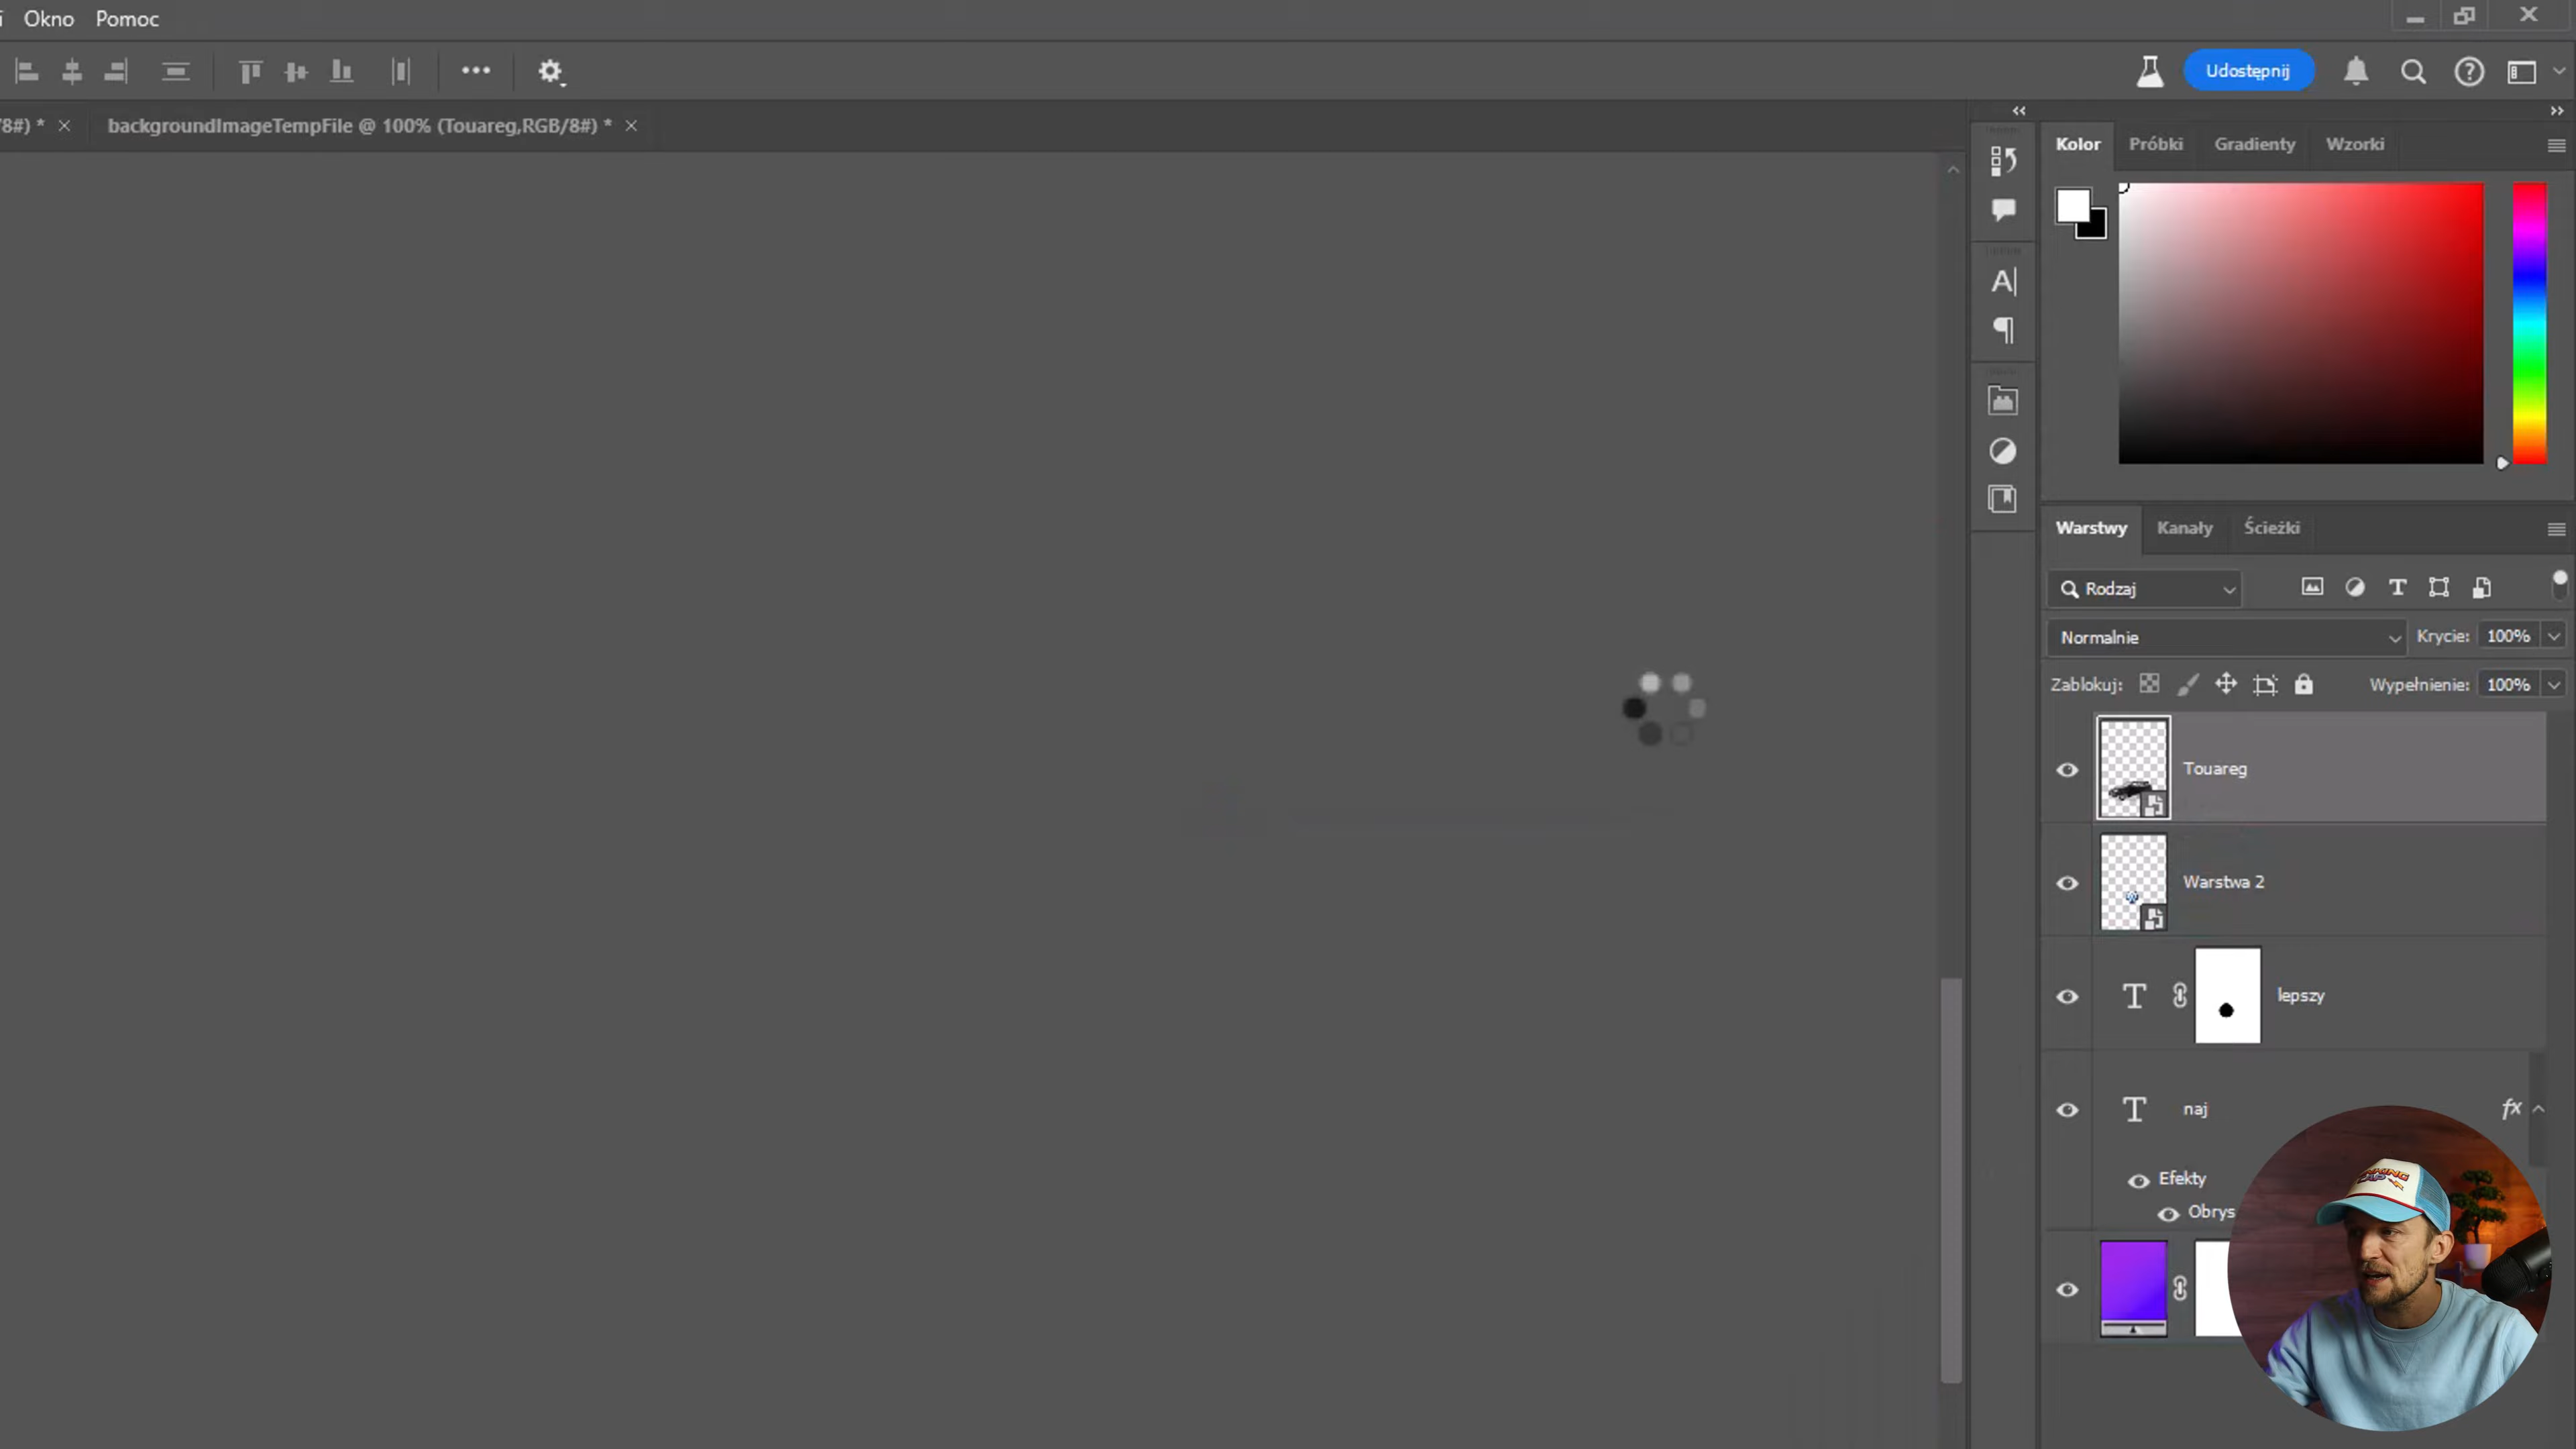 Okno Pomoc
Udostępnij
/8#) * × backgroundImageTempFile @ 100% (Touareg,RGB/8#) * ×
Kolor Próbki Gradienty Wzorki
Warstwy Kanały Ścieżki
Rodzaj
Normalnie Krycie: 100%
Zablokuj: Wypełnienie: 100%
Touareg
Warstwa 2
lepszy
naj fx
Efekty
Obrys